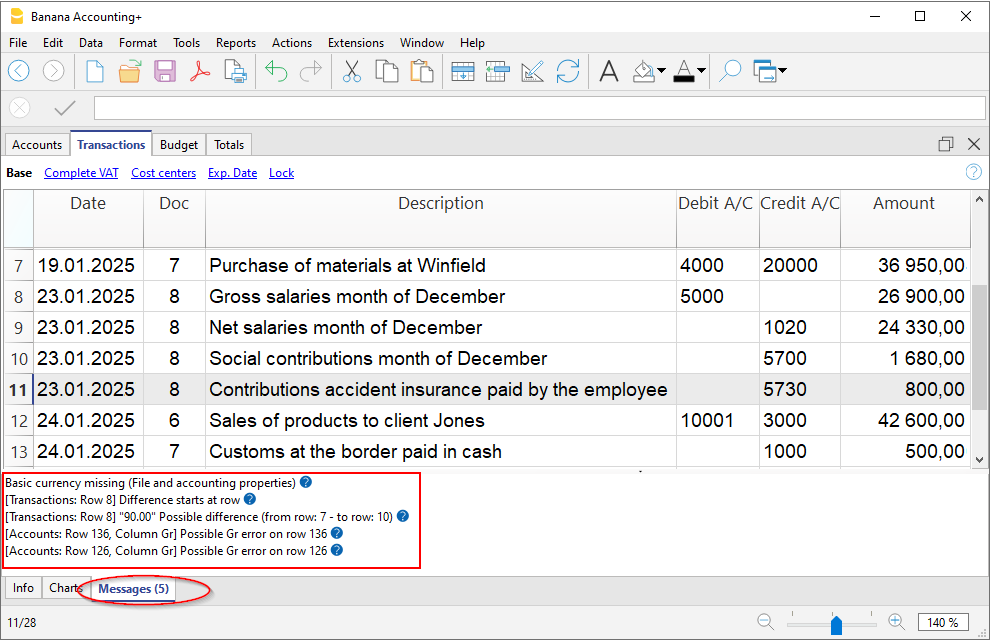 Banana Accounting+
File Edit Data Format Tools Reports Actions Extensions Window Help
Accounts Transactions Budget Totals
Base Complete VAT Cost centers Exp. Date Lock
Date Doc Description Debit A/C Credit A/C Amount
7 19.01.2025 7 Purchase of materials at Winfield 4000 20000 36 950,00
8 23.01.2025 8 Gross salaries month of December 5000 26 900,00
9 23.01.2025 8 Net salaries month of December 1020 24 330,00
10 23.01.2025 8 Social contributions month of December 5700 1 680,00
11 23.01.2025 8 Contributions accident insurance paid by the employee 5730 800,00
12 24.01.2025 6 Sales of products to client Jones 10001 3000 42 600,00
13 24.01.2025 7 Customs at the border paid in cash 1000 500,00
Basic currency missing (File and accounting properties)
[Transactions: Row 8] Difference starts at row
[Transactions: Row 8] "90.00" Possible difference (from row: 7 - to row: 10)
[Accounts: Row 136, Column Gr] Possible Gr error on row 136
[Accounts: Row 126, Column Gr] Possible Gr error on row 126
Info Charts Messages (5)
11/28 140 %